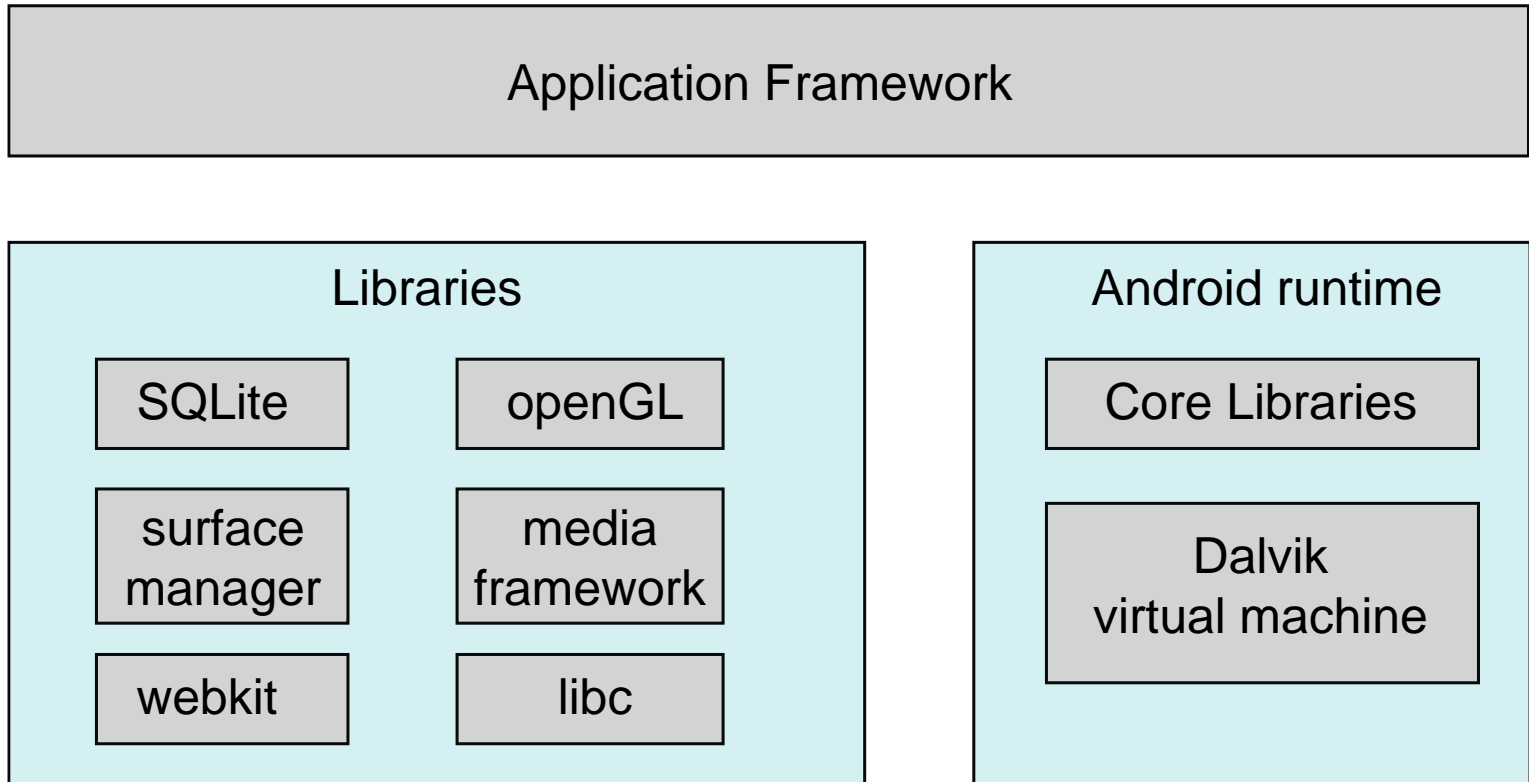 Application Framework
Libraries
SQLite
openGL
surface
manager
media
framework
webkit
libc
Android runtime
Core Libraries
Dalvik
virtual machine